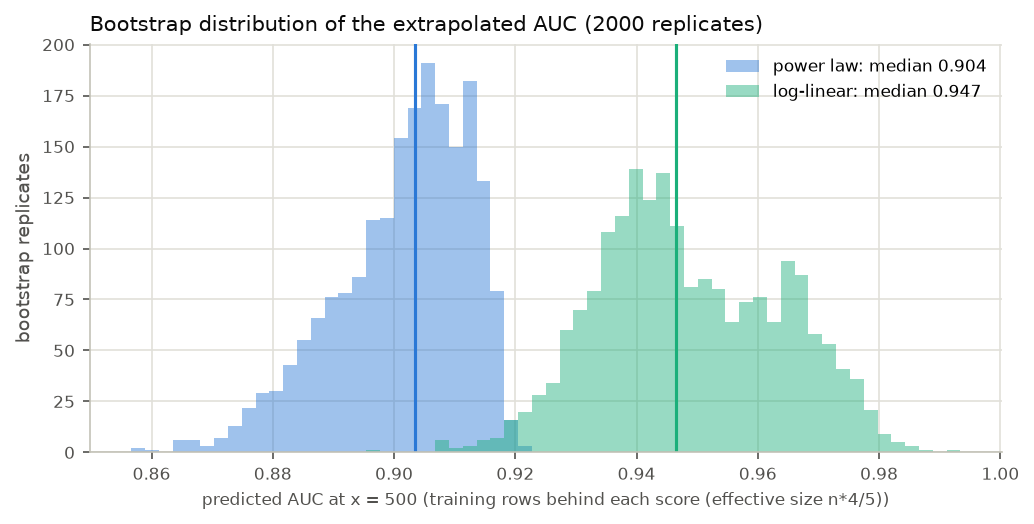 Bootstrap distribution of the extrapolated AUC (2000 replicates)
power law: median 0.904
log-linear: median 0.947
bootstrap replicates
200
175
150
125
100
75
50
25
0
0.86 0.88 0.90 0.92 0.94 0.96 0.98 1.00
predicted AUC at x = 500 (training rows behind each score (effective size n*4/5))